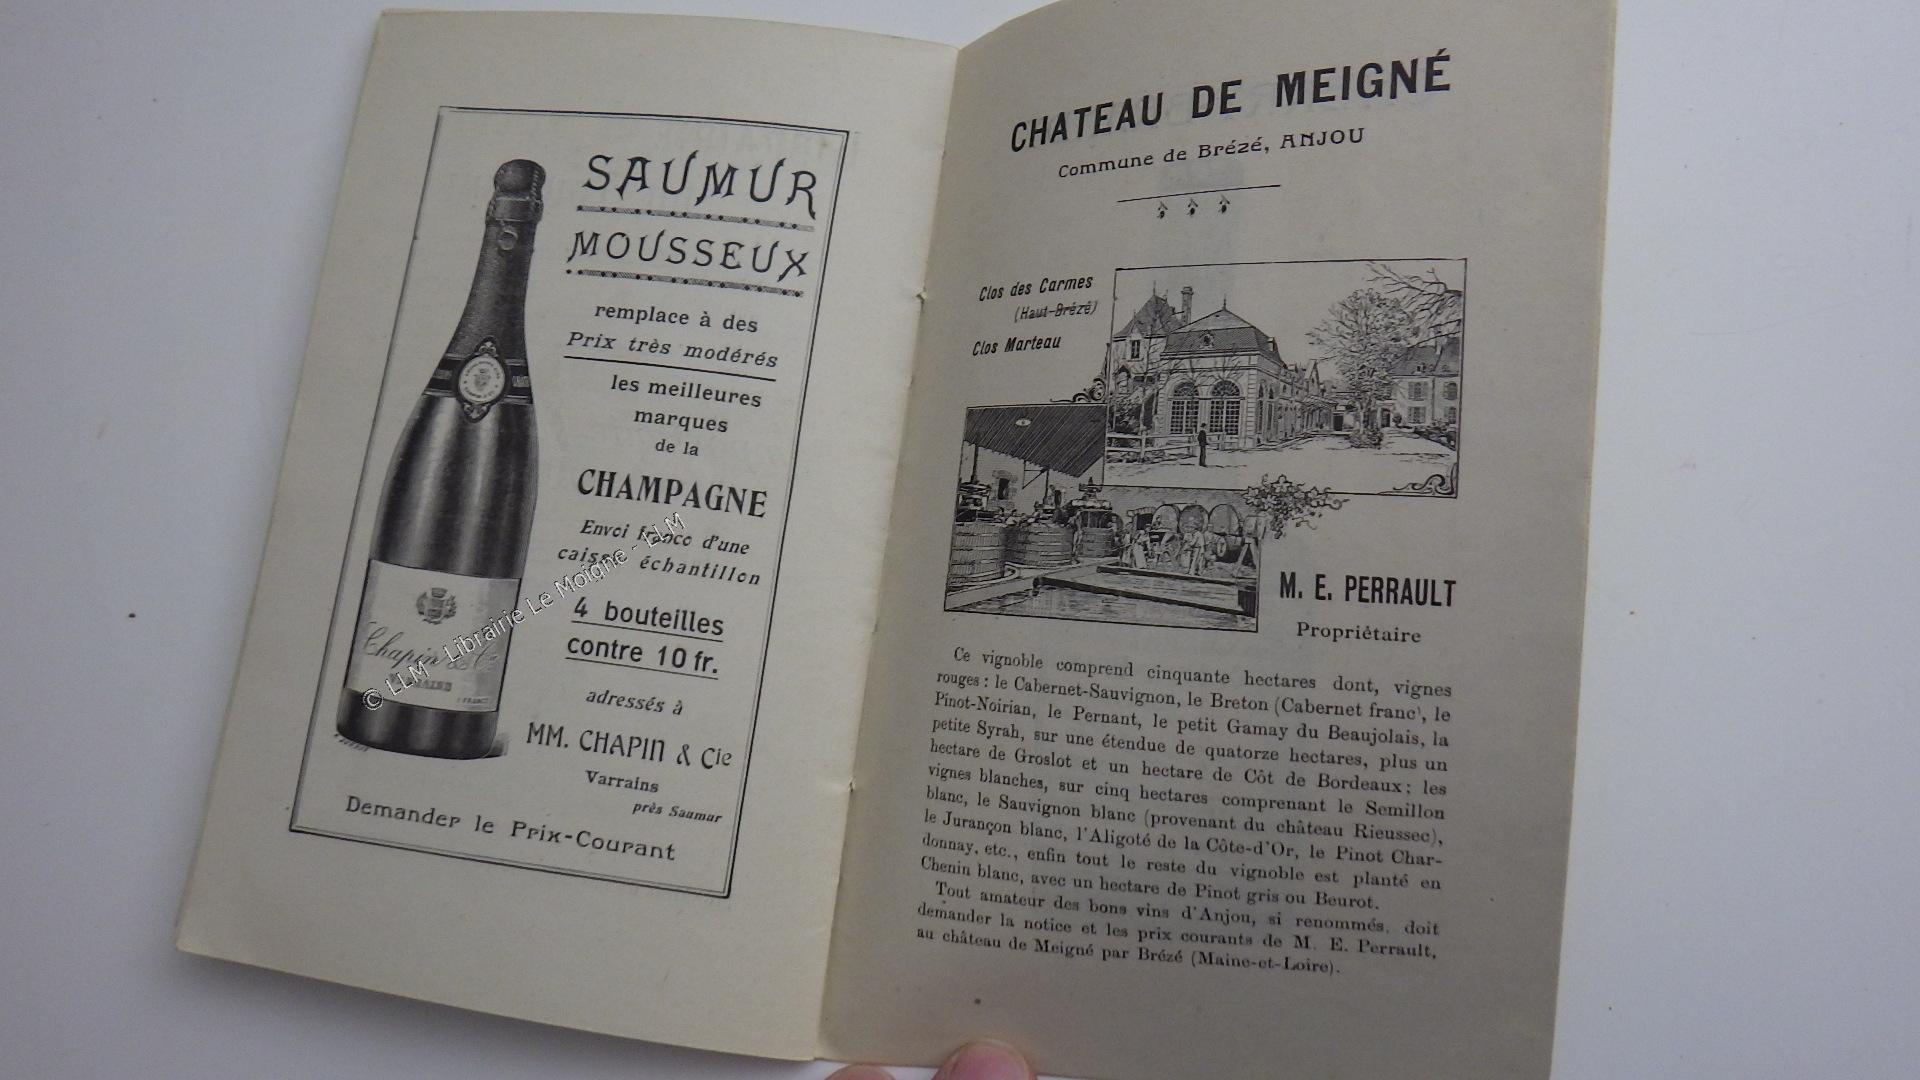 SAUMUR
MOUSSEUX
remplace à des
Prix très modérés
les meilleures
marques
de la
CHAMPAGNE
Envoi franco d'une
caisse échantillon
4 bouteilles
contre 10 fr.
adressés à
MM. CHAPIN & Cie
Varrains
près Saumur
Demander le Prix-Courant
Chapin & Cie
VARRAINS
© LLM - Librairie Le Moigne - LLM
CHATEAU DE MEIGNÉ
Commune de Brézé, ANJOU
Clos des Carmes
(Haut-Brézé)
Clos Marteau
M. E. PERRAULT
Propriétaire
Ce vignoble comprend cinquante hectares dont, vignes
rouges : le Cabernet-Sauvignon, le Breton (Cabernet franc), le
Pinot-Noirian, le Pernant, le petit Gamay du Beaujolais, la
petite Syrah, sur une étendue de quatorze hectares, plus un
hectare de Groslot et un hectare de Côt de Bordeaux ; les
vignes blanches, sur cinq hectares comprenant le Semillon
blanc, le Sauvignon blanc (provenant du château Rieussec),
le Jurançon blanc, l'Aligoté de la Côte-d'Or, le Pinot Char-
donnay, etc., enfin tout le reste du vignoble est planté en
Chenin blanc, avec un hectare de Pinot gris ou Beurot.
Tout amateur des bons vins d'Anjou, si renommés, doit
demander la notice et les prix courants de M. E. Perrault,
au château de Meigné par Brézé (Maine-et-Loire).